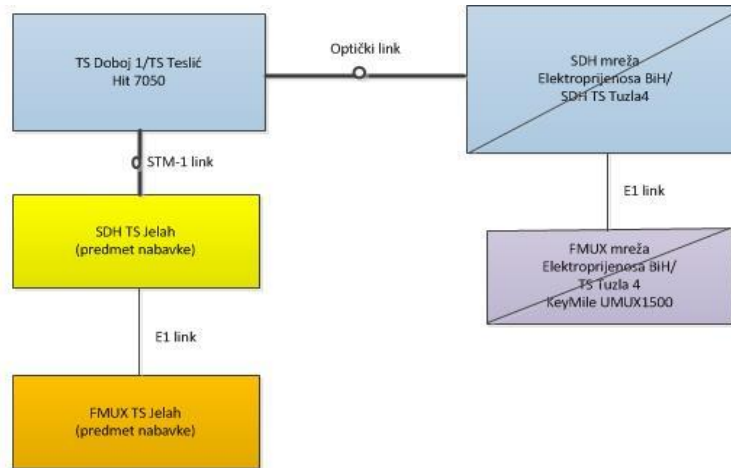 TS Doboj 1/TS Teslić
Hit 7050
Optički link
SDH mreža
Elektroprijenosa BiH/
SDH TS Tuzla4
STM-1 link
E1 link
SDH TS Jelah
(predmet nabavke)
FMUX mreža
Elektroprijenosa BiH/
TS Tuzla 4
KeyMile UMUX1500
E1 link
FMUX TS Jelah
(predmet nabavke)